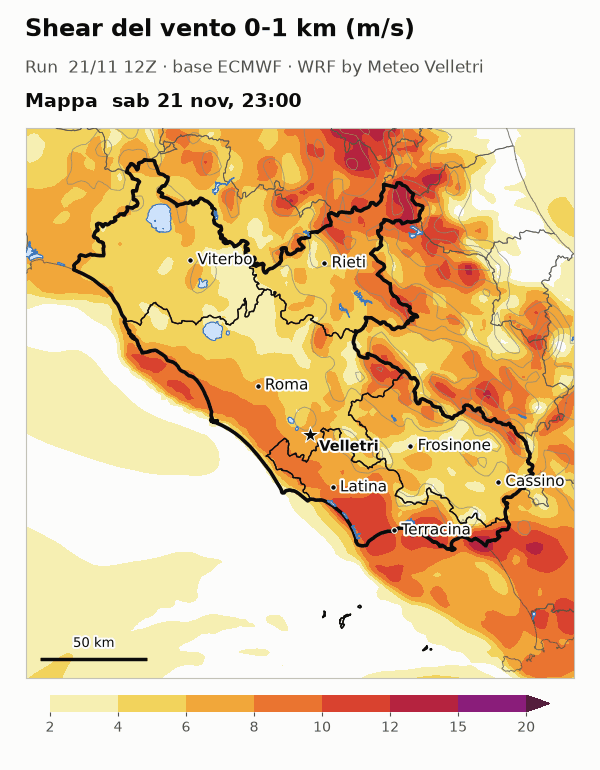 Shear del vento 0-1 km (m/s)
Run  21/11 12Z · base ECMWF · WRF by Meteo Velletri
Mappa  sab 21 nov, 23:00
Viterbo
Rieti
Roma
Velletri
Frosinone
Cassino
Latina
Terracina
50 km
2 4 6 8 10 12 15 20